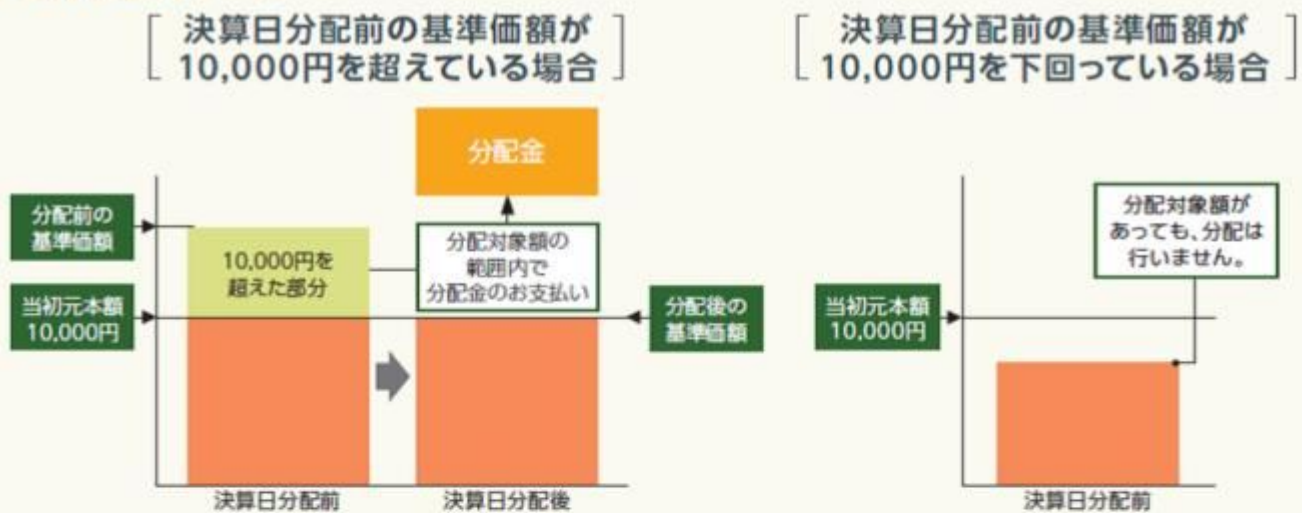 決算日分配前の基準価額が
10,000円を超えている場合
分配金
分配前の
基準価額
10,000円を
超えた部分
分配対象額の
範囲内で
分配金のお支払い
当初元本額
10,000円
分配後の
基準価額
決算日分配前
決算日分配後
決算日分配前の基準価額が
10,000円を下回っている場合
分配対象額が
あっても、分配は
行いません。
当初元本額
10,000円
決算日分配前